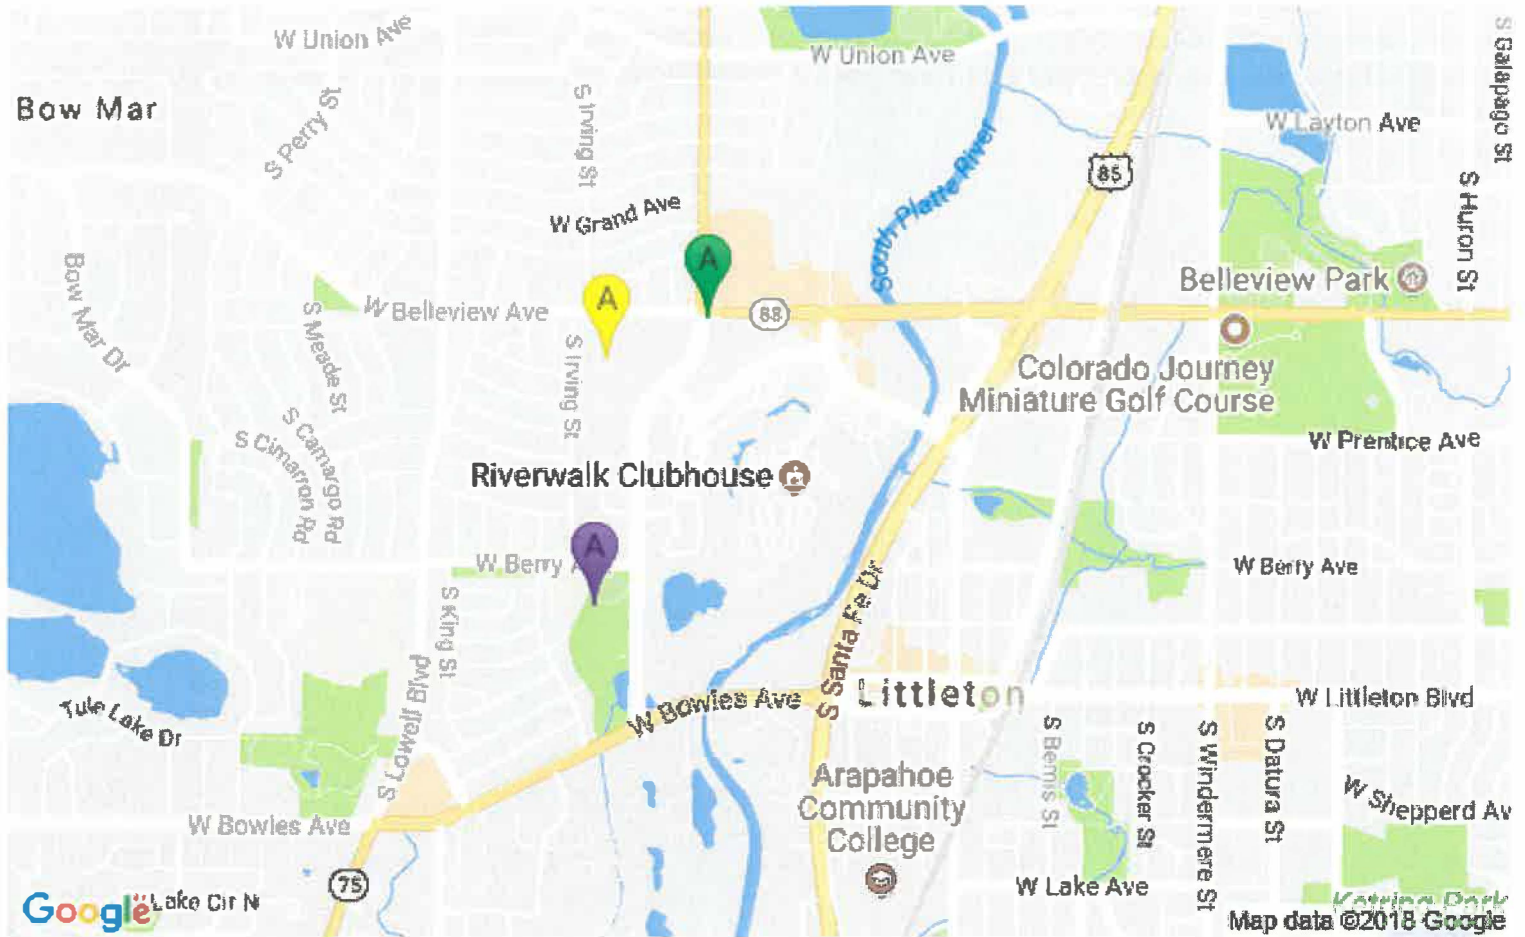 W Union Ave
W Union Ave
S Galapago St
Bow Mar
S Perry St
S Irving St
W Layton Ave
85
South Platte River
S Huron St
W Grand Ave
A
A
Belleview Park
Bow Mar Dr
S Meade St
W Belleview Ave
88
S Irving St
Colorado Journey
Miniature Golf Course
S Camargo Rd
S Cimarron Rd
W Prentice Ave
Riverwalk Clubhouse
A
W Berry
W Berry Ave
S King St
S Santa Fe Dr
S Lowell Blvd
Littleton
W Littleton Blvd
W Bowles Ave
Tule Lake Dr
S Bemis St
S Crocker St
S Windermere St
S Datura St
Arapahoe
Community
College
W Shepperd Av
W Bowles Ave
75
W Lake Ave
Google
Lake Cir N
Ketring Park
Map data ©2018 Google